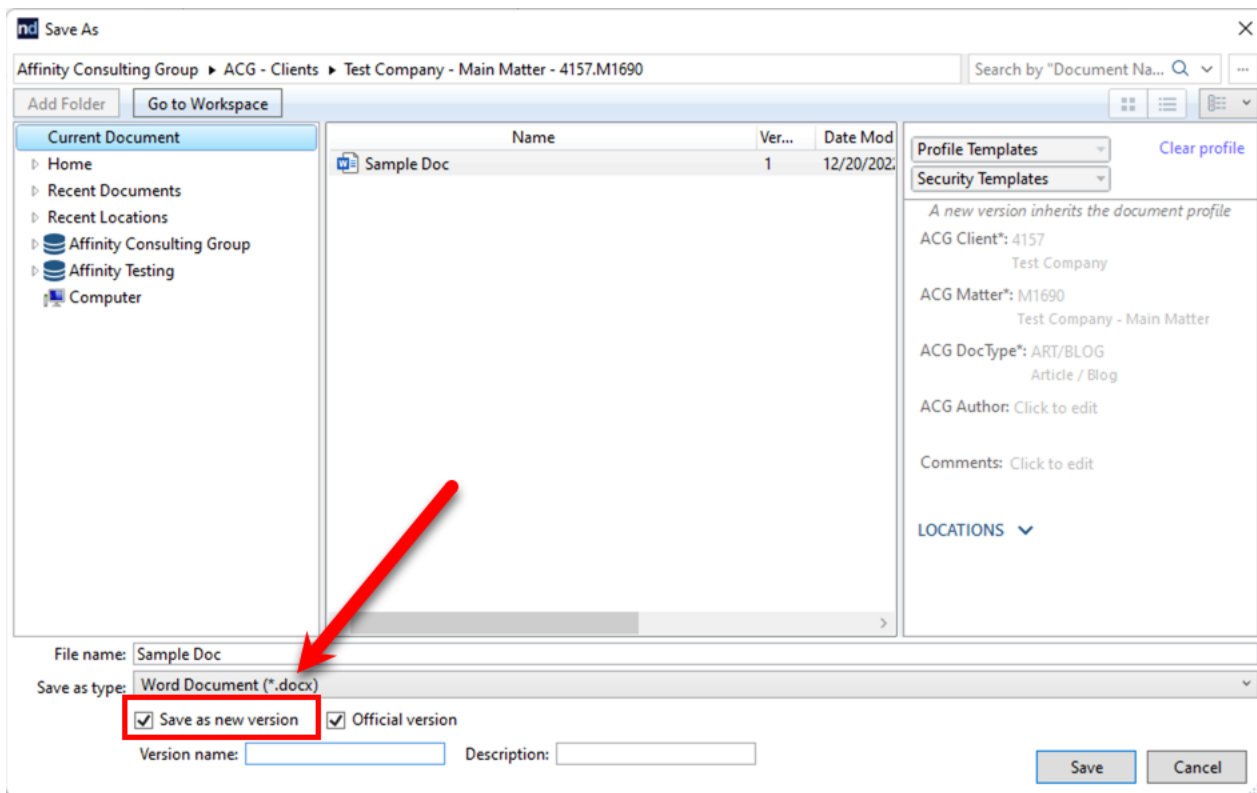 nd Save As
Affinity Consulting Group ▸ ACG - Clients ▸ Test Company - Main Matter - 4157.M1690
Search by "Document Na...
Add Folder Go to Workspace
Current Document
Home
Recent Documents
Recent Locations
Affinity Consulting Group
Affinity Testing
Computer
Name Ver... Date Mod
Sample Doc 1 12/20/202
Profile Templates Clear profile
Security Templates
A new version inherits the document profile
ACG Client*: 4157
Test Company
ACG Matter*: M1690
Test Company - Main Matter
ACG DocType*: ART/BLOG
Article / Blog
ACG Author: Click to edit
Comments: Click to edit
LOCATIONS
File name: Sample Doc
Save as type: Word Document (*.docx)
Save as new version Official version
Version name: Description:
Save Cancel